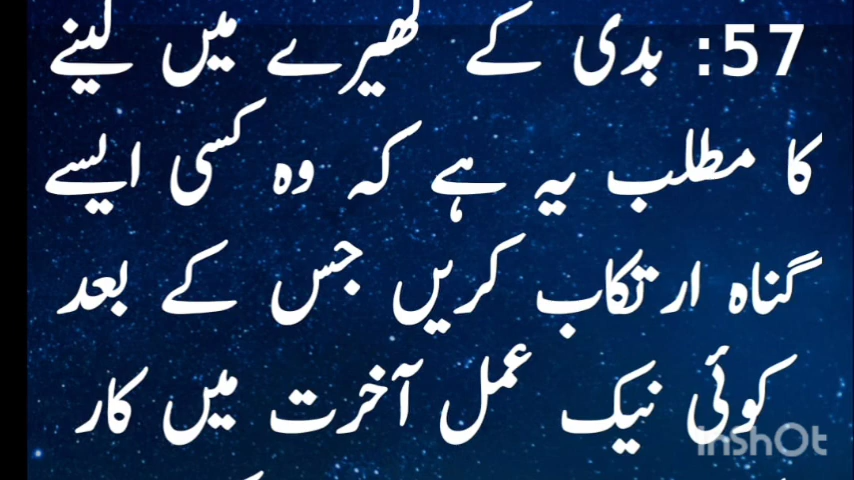 57: بدی کے گھیرے میں لینے
کا مطلب یہ ہے کہ وہ کسی ایسے
گناہ ارتکاب کریں جس کے بعد
کوئی نیک عمل آخرت میں کار
InshOt